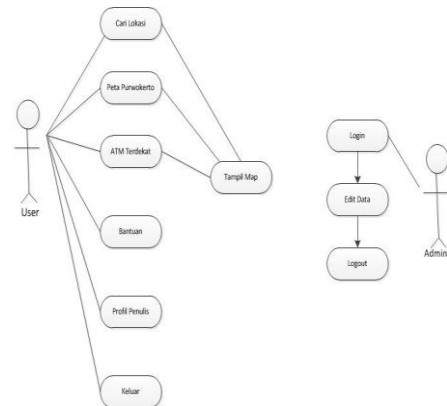 Cari Lokasi
Peta Purwokerto
ATM Terdekat
Tampil Map
Bantuan
Profil Penulis
Keluar
User
Login
Edit Data
Logout
Admin